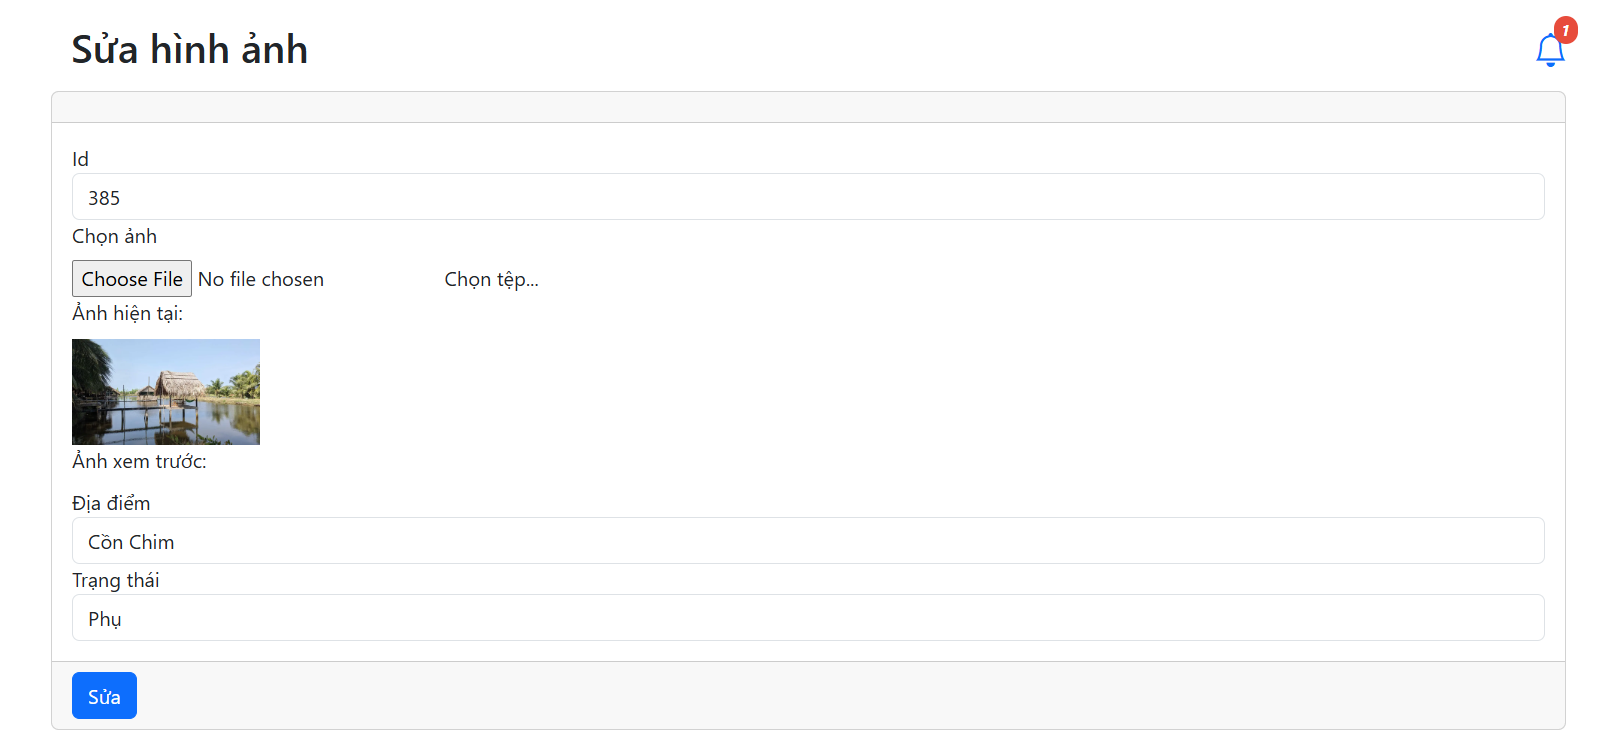 Sửa hình ảnh
1
Id
385
Chọn ảnh
Choose File No file chosen Chọn tệp...
Ảnh hiện tại:
Ảnh xem trước:
Địa điểm
Cồn Chim
Trạng thái
Phụ
Sửa